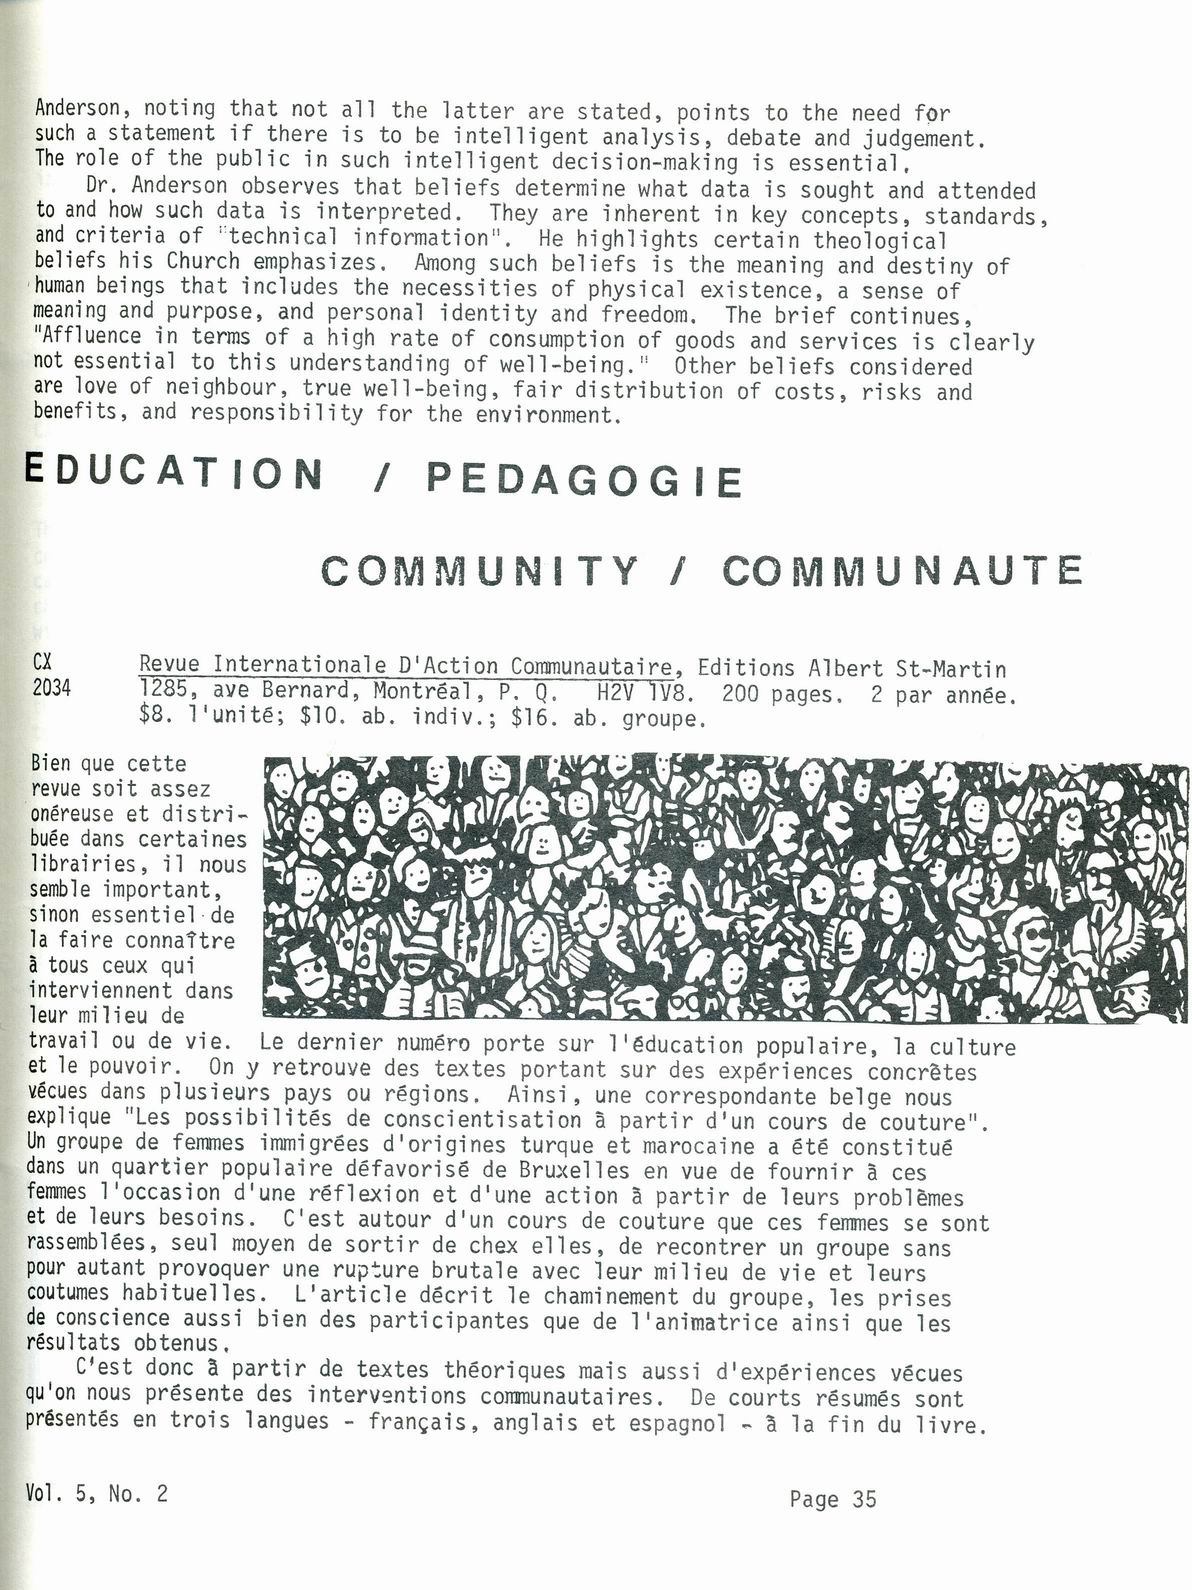 Anderson, noting that not all the latter are stated, points to the need for
such a statement if there is to be intelligent analysis, debate and judgement.
The role of the public in such intelligent decision-making is essential.
Dr. Anderson observes that beliefs determine what data is sought and attended
to and how such data is interpreted. They are inherent in key concepts, standards,
and criteria of "technical information". He highlights certain theological
beliefs his Church emphasizes. Among such beliefs is the meaning and destiny of
human beings that includes the necessities of physical existence, a sense of
meaning and purpose, and personal identity and freedom. The brief continues,
"Affluence in terms of a high rate of consumption of goods and services is clearly
not essential to this understanding of well-being." Other beliefs considered
are love of neighbour, true well-being, fair distribution of costs, risks and
benefits, and responsibility for the environment.
EDUCATION / PEDAGOGIE
COMMUNITY / COMMUNAUTE
CX Revue Internationale D'Action Communautaire, Editions Albert St-Martin
2034 1285, ave Bernard, Montréal, P. Q. H2V 1V8. 200 pages. 2 par année.
$8. l'unité; $10. ab. indiv.; $16. ab. groupe.
Bien que cette
revue soit assez
onéreuse et distri-
buée dans certaines
librairies, il nous
semble important,
sinon essentiel de
la faire connaître
à tous ceux qui
interviennent dans
leur milieu de
travail ou de vie. Le dernier numéro porte sur l'éducation populaire, la culture
et le pouvoir. On y retrouve des textes portant sur des expériences concrètes
vécues dans plusieurs pays ou régions. Ainsi, une correspondante belge nous
explique "Les possibilités de conscientisation à partir d'un cours de couture".
Un groupe de femmes immigrées d'origines turque et marocaine a été constitué
dans un quartier populaire défavorisé de Bruxelles en vue de fournir à ces
femmes l'occasion d'une réflexion et d'une action à partir de leurs problèmes
et de leurs besoins. C'est autour d'un cours de couture que ces femmes se sont
rassemblées, seul moyen de sortir de chex elles, de recontrer un groupe sans
pour autant provoquer une rupture brutale avec leur milieu de vie et leurs
coutumes habituelles. L'article décrit le chaminement du groupe, les prises
de conscience aussi bien des participantes que de l'animatrice ainsi que les
résultats obtenus.
C'est donc à partir de textes théoriques mais aussi d'expériences vécues
qu'on nous présente des interventions communautaires. De courts résumés sont
présentés en trois langues - français, anglais et espagnol - à la fin du livre.
Vol. 5, No. 2 Page 35